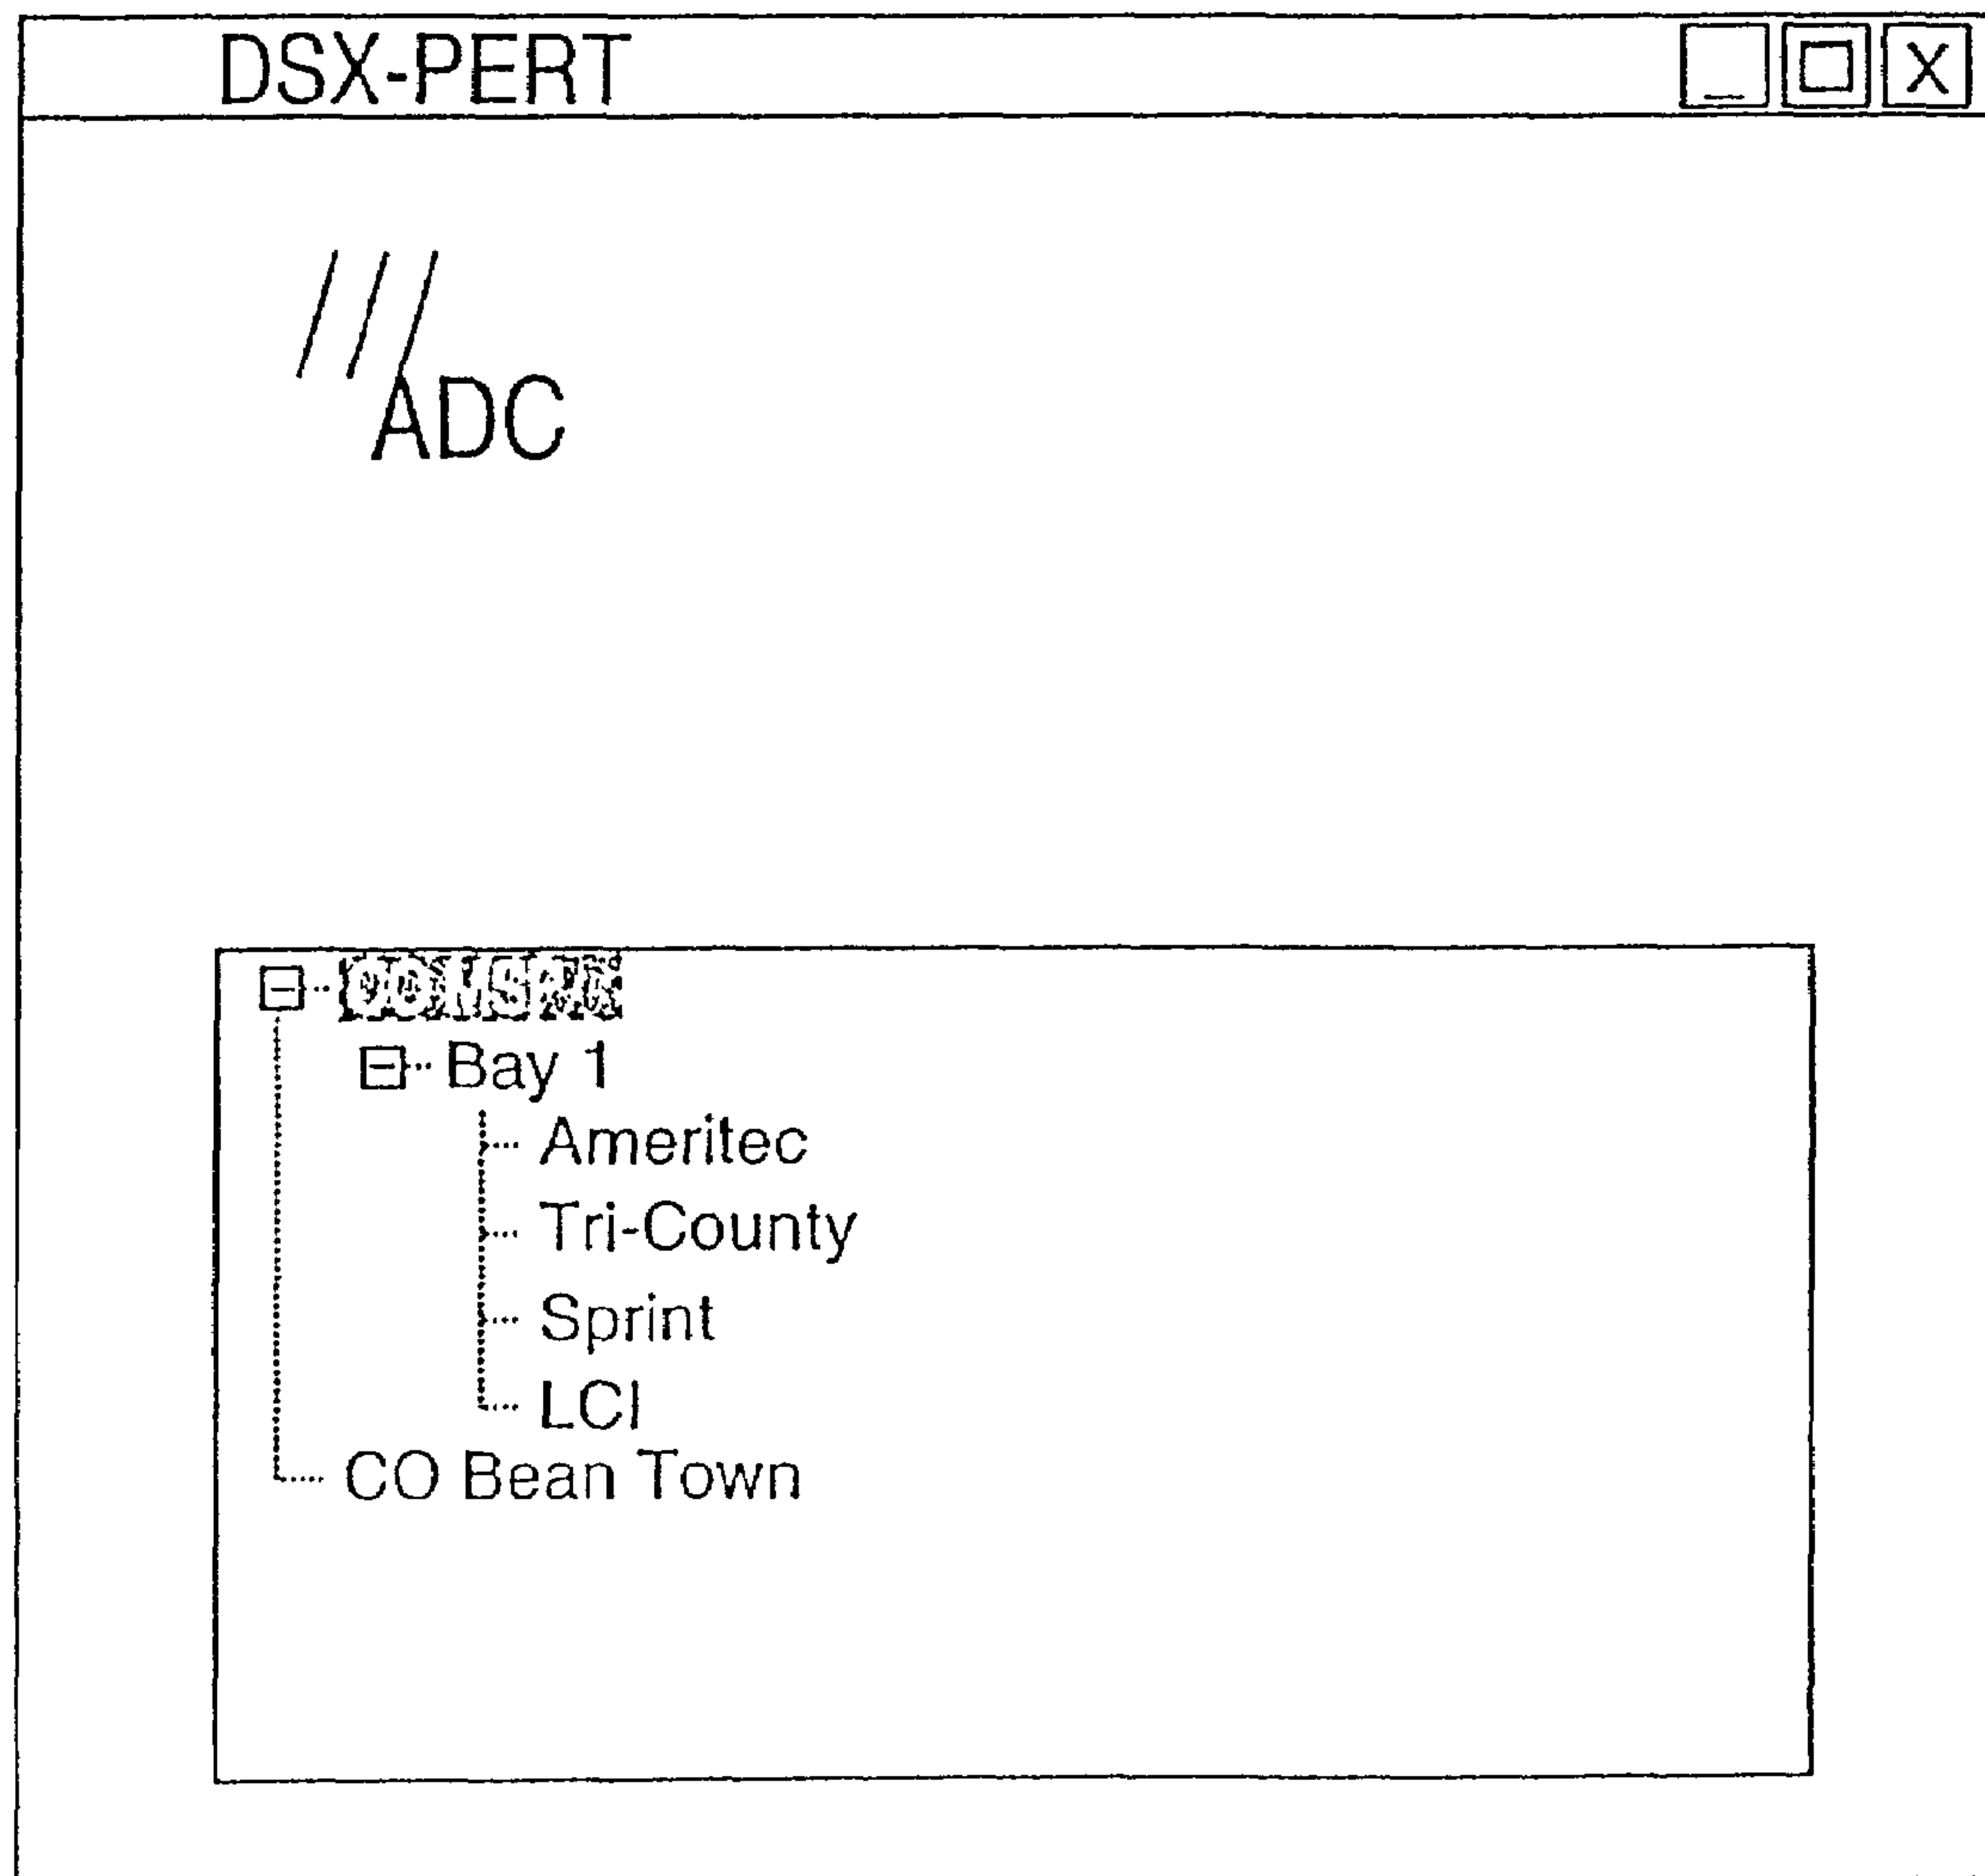 DSX-PERT
ADC
Bay 1
Ameritec
Tri-County
Sprint
LCI
CO Bean Town